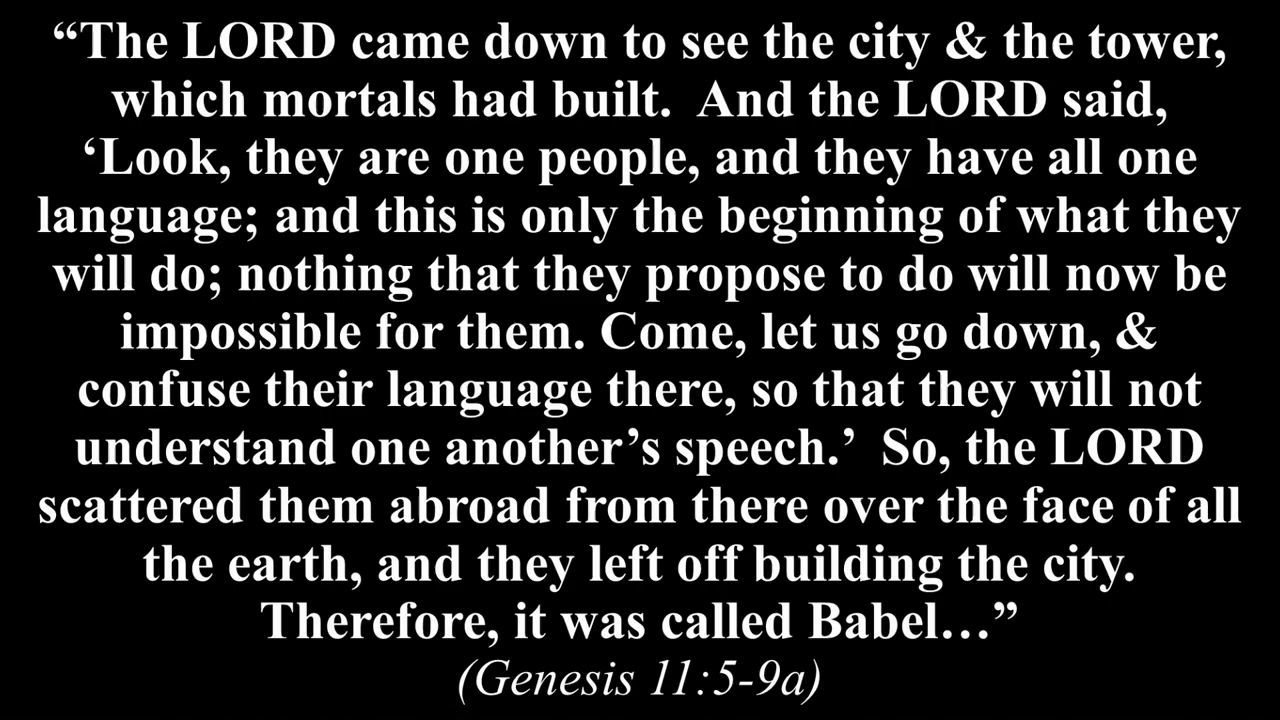 “The LORD came down to see the city & the tower,
which mortals had built.  And the LORD said,
‘Look, they are one people, and they have all one
language; and this is only the beginning of what they
will do; nothing that they propose to do will now be
impossible for them. Come, let us go down, &
confuse their language there, so that they will not
understand one another’s speech.’  So, the LORD
scattered them abroad from there over the face of all
the earth, and they left off building the city.
Therefore, it was called Babel…”
(Genesis 11:5-9a)